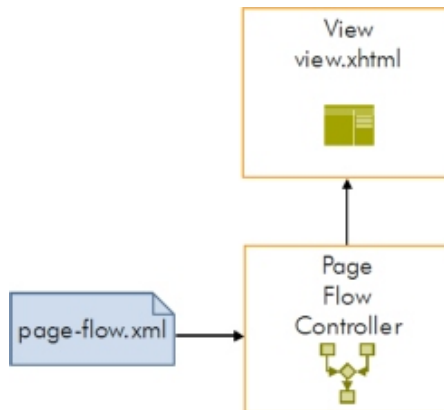 View
view.xhtml
Page
Flow
Controller
page-flow.xml